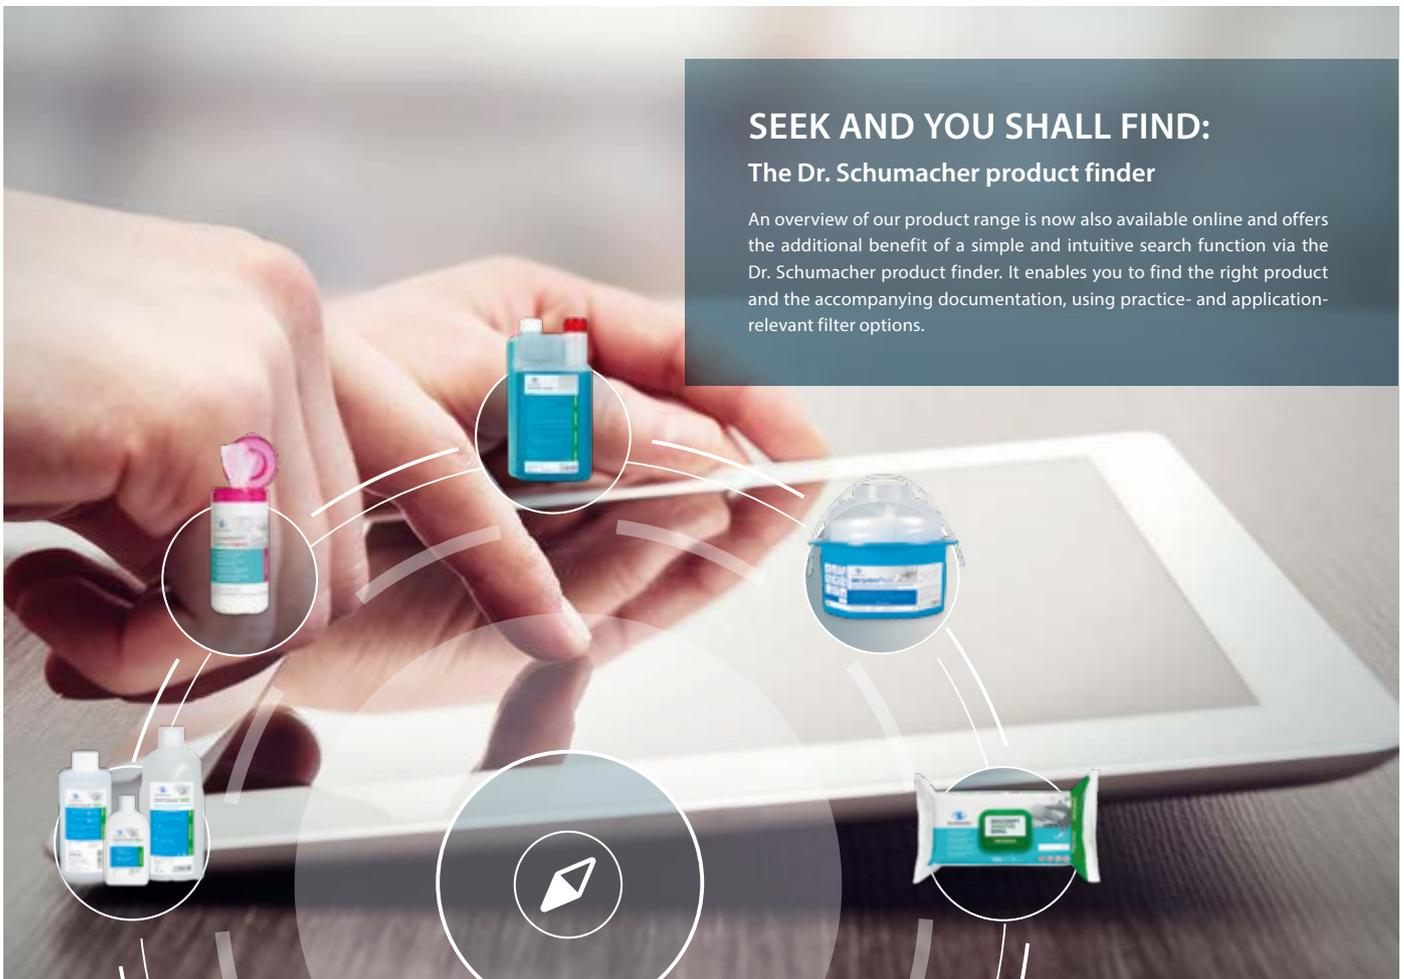 SEEK AND YOU SHALL FIND:
The Dr. Schumacher product finder
An overview of our product range is now also available online and offers
the additional benefit of a simple and intuitive search function via the
Dr. Schumacher product finder. It enables you to find the right product
and the accompanying documentation, using practice- and application-
relevant filter options.